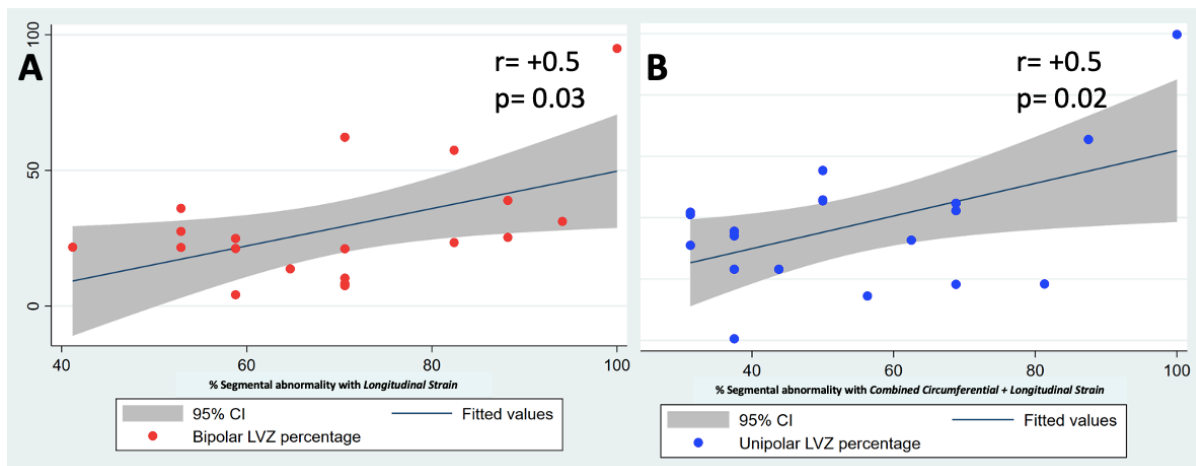 A
r= +0.5
p= 0.03
100
50
0
40
60
80
100
% Segmental abnormality with Longitudinal Strain
95% CI
Fitted values
Bipolar LVZ percentage
B
r= +0.5
p= 0.02
40
60
80
100
% Segmental abnormality with Combined Circumferential + Longitudinal Strain
95% CI
Fitted values
Unipolar LVZ percentage